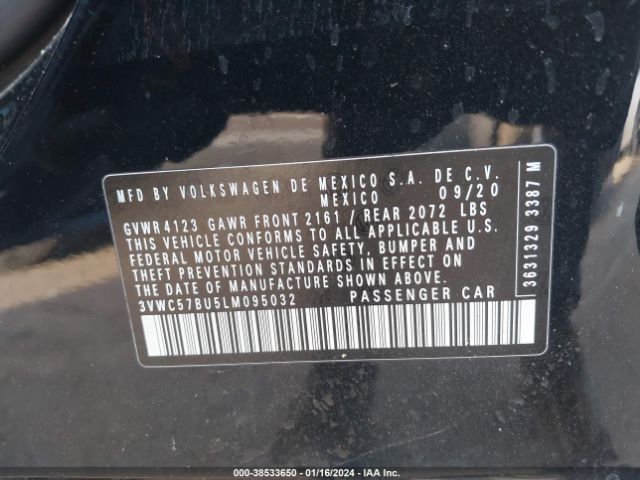 MFD BY VOLKSWAGEN DE MEXICO S.A. DE C.V.
MEXICO 09/20
GVWR 4123 GAWR FRONT 2161 / REAR 2072 LBS
THIS VEHICLE CONFORMS TO ALL APPLICABLE U.S.
FEDERAL MOTOR VEHICLE SAFETY, BUMPER AND
THEFT PREVENTION STANDARDS IN EFFECT ON
THE DATE OF MANUFACTURE SHOWN ABOVE.
3VWC57BU5LM095032 PASSENGER CAR
3631329 3387 M
000-38533650 - 01/16/2024 - IAA Inc.